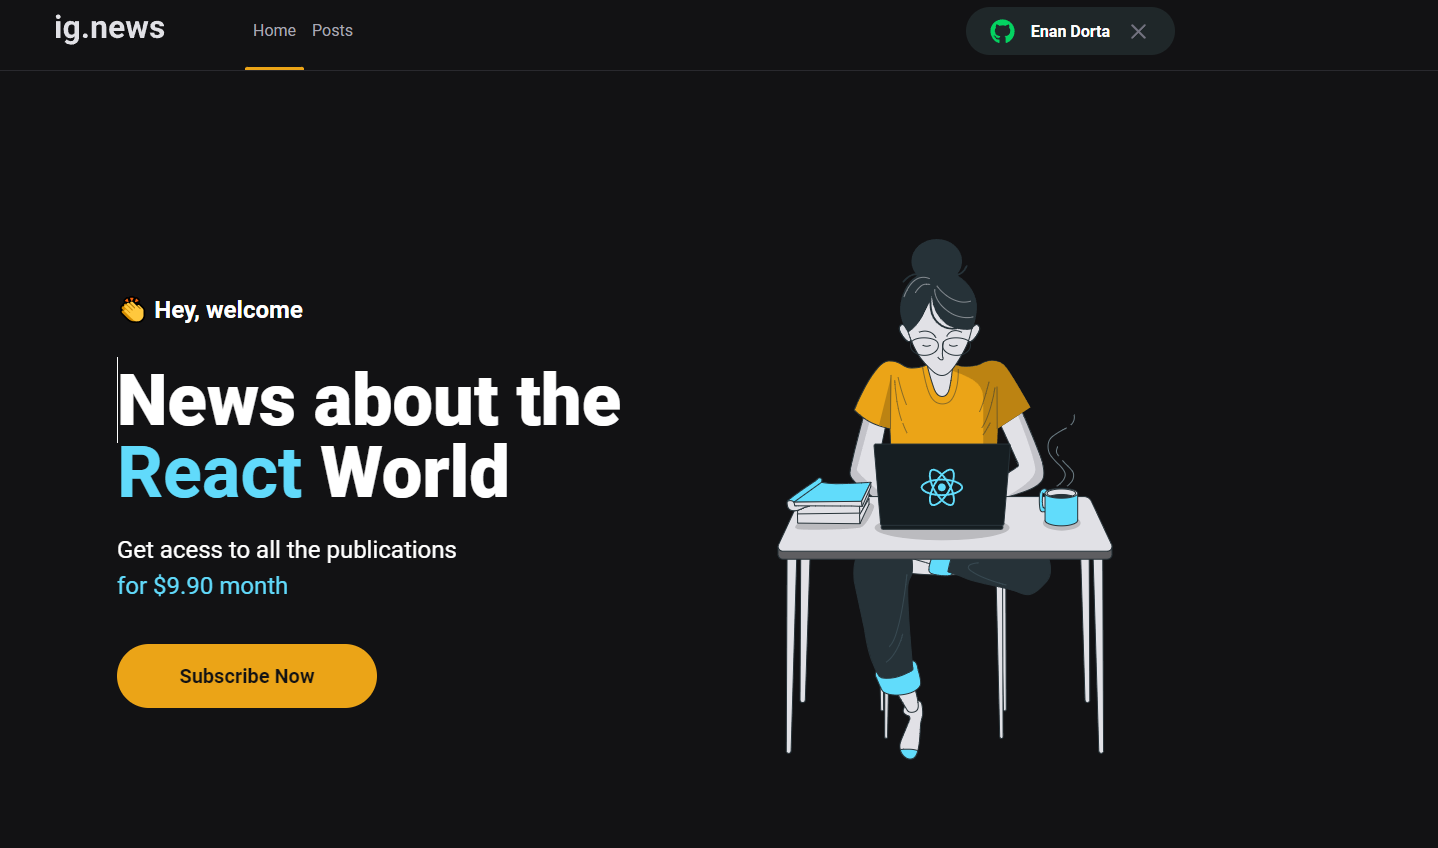 ig.news
Home Posts
Enan Dorta
👏 Hey, welcome
News about the
React World
Get acess to all the publications
for $9.90 month
Subscribe Now